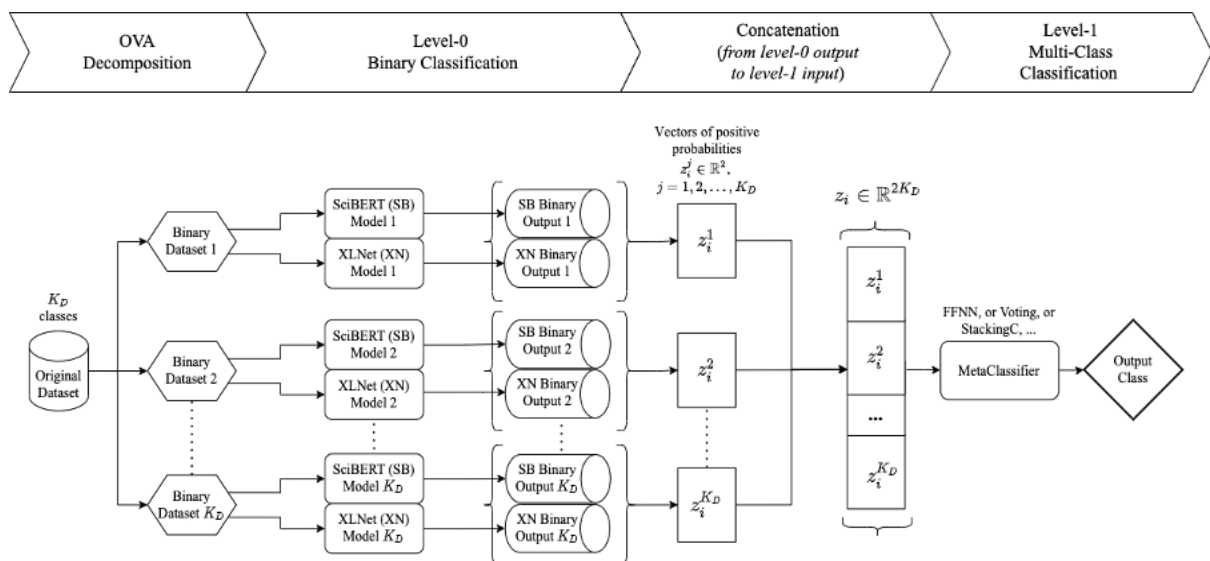 OVA
Decomposition
Level-0
Binary Classification
Concatenation
(from level-0 output
to level-1 input)
Level-1
Multi-Class
Classification
Vectors of positive
probabilities
$z_i^j \in \mathbb{R}^2$,
$j = 1, 2, \ldots, K_D$
$z_i \in \mathbb{R}^{2K_D}$
$K_D$
classes
Original
Dataset
Binary
Dataset 1
SciBERT (SB)
Model 1
XLNet (XN)
Model 1
SB Binary
Output 1
XN Binary
Output 1
$z_i^1$
Binary
Dataset 2
SciBERT (SB)
Model 2
XLNet (XN)
Model 2
SB Binary
Output 2
XN Binary
Output 2
$z_i^2$
Binary
Dataset $K_D$
SciBERT (SB)
Model $K_D$
XLNet (XN)
Model $K_D$
SB Binary
Output $K_D$
XN Binary
Output $K_D$
$z_i^{K_D}$
$z_i^1$
$z_i^2$
...
$z_i^{K_D}$
FFNN, or Voting, or
StackingC, ...
MetaClassifier
Output
Class